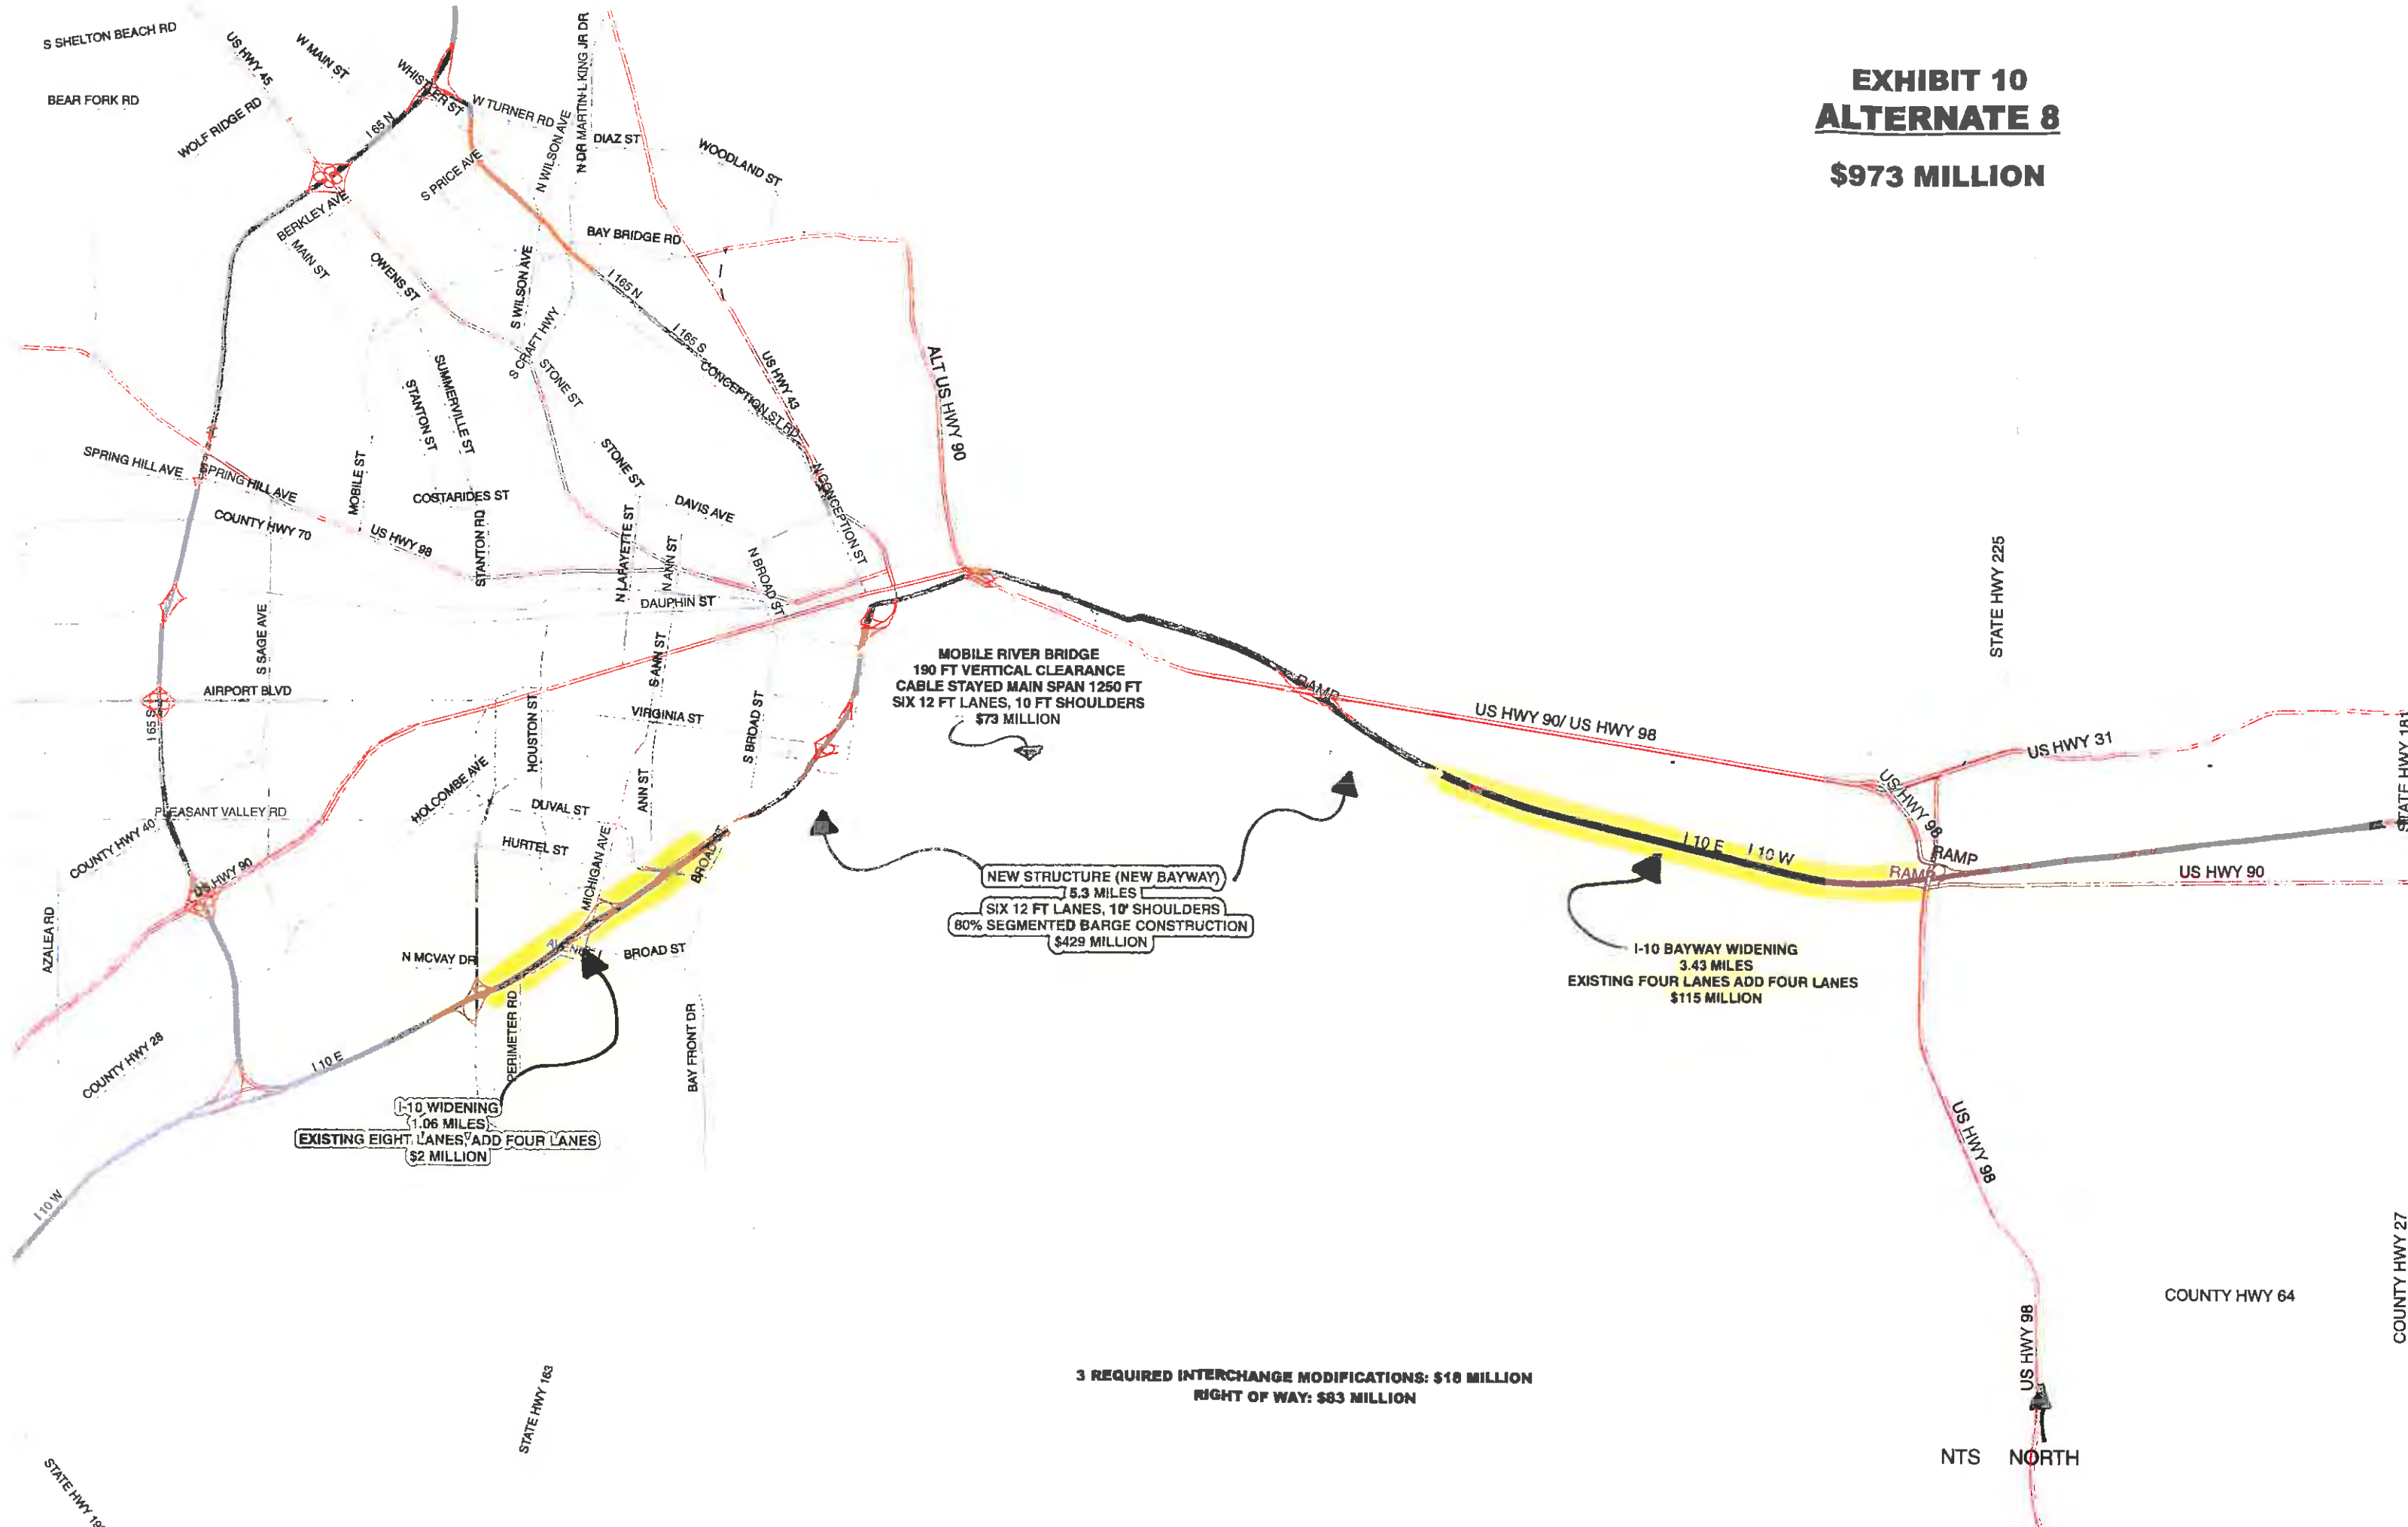 EXHIBIT 10
ALTERNATE 8
$973 MILLION
S SHELTON BEACH RD
BEAR FORK RD
US HWY 45
W MAIN ST
WOLF RIDGE RD
WHISTLER ST
I 65 N
W TURNER RD
N DR MARTIN L KING JR DR
N WILSON AVE
DIAZ ST
WOODLAND ST
S PRICE AVE
BERKLEY AVE
MAIN ST
OWENS ST
BAY BRIDGE RD
S WILSON AVE
I 165 N
I 165 S
S CRAFT HWY
STONE ST
CONCEPTION ST RD
US HWY 43
ALT US HWY 90
SUMMERVILLE ST
STANTON ST
SPRING HILL AVE
SPRING HILL AVE
MOBILE ST
COSTARIDES ST
STONE ST
DAVIS AVE
N CONCEPTION ST
COUNTY HWY 70
US HWY 98
STANTON RD
N LAFAYETTE ST
N ANN ST
N BROAD ST
DAUPHIN ST
STATE HWY 225
S SAGE AVE
S ANN ST
AIRPORT BLVD
I 65 S
HOUSTON ST
VIRGINIA ST
S BROAD ST
MOBILE RIVER BRIDGE
190 FT VERTICAL CLEARANCE
CABLE STAYED MAIN SPAN 1250 FT
SIX 12 FT LANES, 10 FT SHOULDERS
$73 MILLION
RAMP
US HWY 90/ US HWY 98
US HWY 31
STATE HWY 181
US HWY 98
HOLCOMBE AVE
PLEASANT VALLEY RD
COUNTY HWY 40
DUVAL ST
ANN ST
HURTEL ST
MICHIGAN AVE
BROAD ST
US HWY 90
I 10 E
I 10 W
RAMP
RAMP
US HWY 90
NEW STRUCTURE (NEW BAYWAY)
5.3 MILES
SIX 12 FT LANES, 10' SHOULDERS
80% SEGMENTED BARGE CONSTRUCTION
$429 MILLION
AZALEA RD
N MCVAY DR
AVENUE
BROAD ST
I-10 BAYWAY WIDENING
3.43 MILES
EXISTING FOUR LANES ADD FOUR LANES
$115 MILLION
PERIMETER RD
BAY FRONT DR
COUNTY HWY 28
I 10 E
I-10 WIDENING
1.06 MILES
EXISTING EIGHT LANES, ADD FOUR LANES
$2 MILLION
I 10 W
US HWY 98
COUNTY HWY 27
COUNTY HWY 64
US HWY 98
3 REQUIRED INTERCHANGE MODIFICATIONS: $18 MILLION
RIGHT OF WAY: $83 MILLION
STATE HWY 163
NTS NORTH
STATE HWY